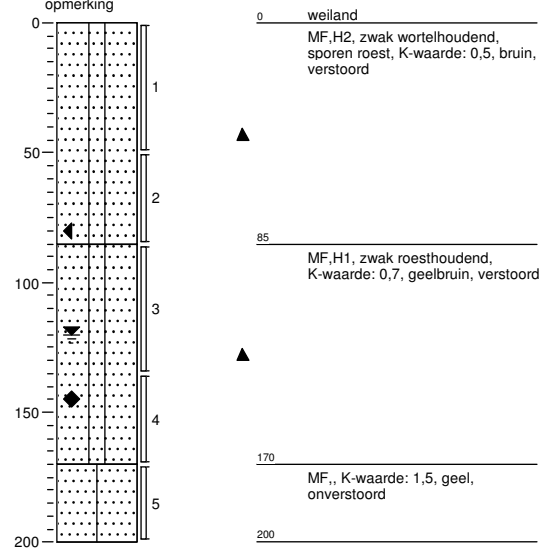 opmerking
0
1
50
2
100
3
150
4
5
200
0 weiland
MF,H2, zwak wortelhoudend,
sporen roest, K-waarde: 0,5, bruin,
verstoord
85
MF,H1, zwak roesthoudend,
K-waarde: 0,7, geelbruin, verstoord
170
MF,, K-waarde: 1,5, geel,
onverstoord
200